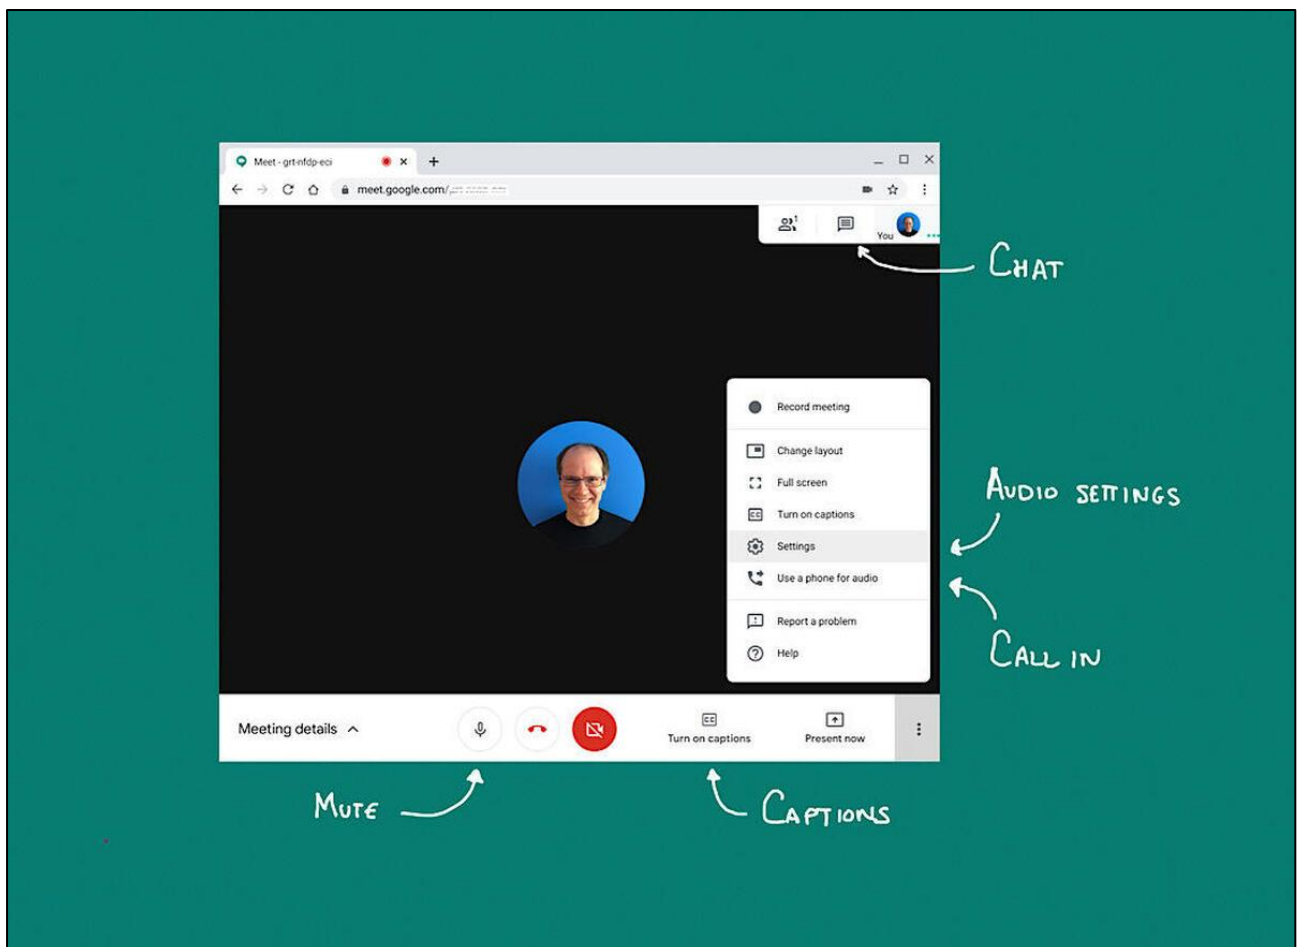 Meet - grt-nfdp-eci
meet.google.com/
1
You
CHAT
Record meeting
Change layout
Full screen
Turn on captions
Settings
Use a phone for audio
Report a problem
Help
AUDIO SETTINGS
CALL IN
Meeting details
Turn on captions
Present now
MUTE
CAPTIONS